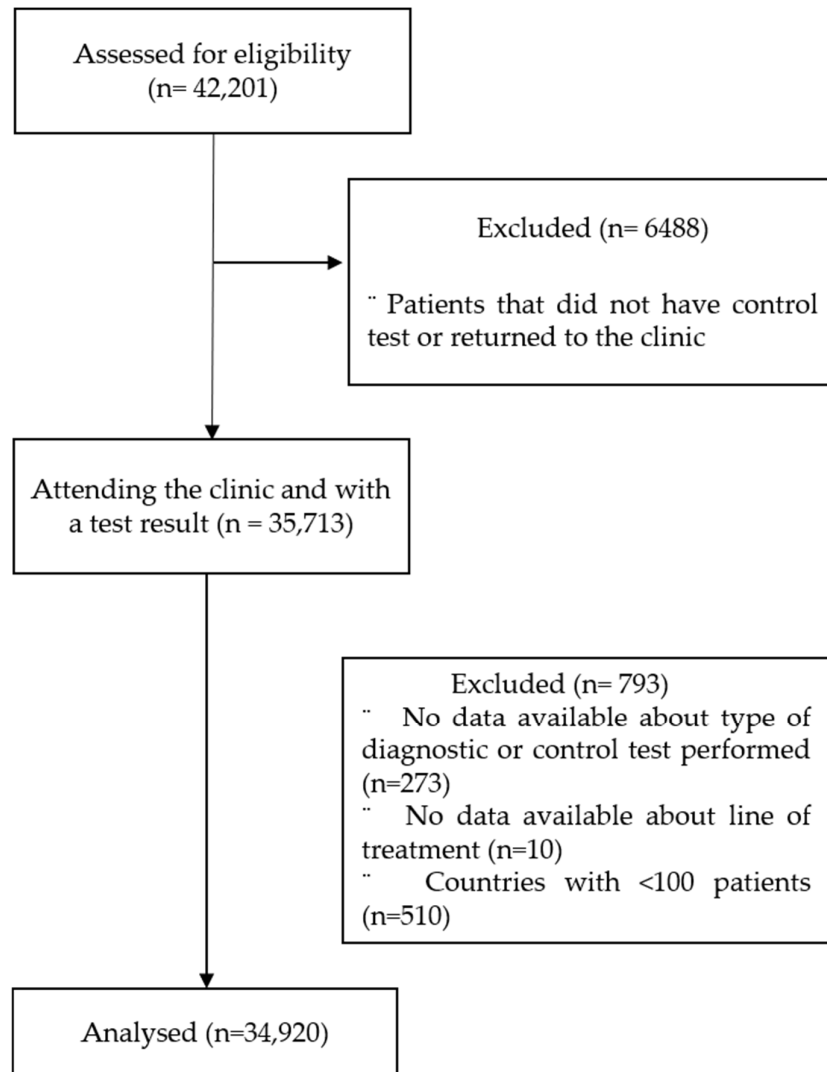 Assessed for eligibility
(n= 42,201)
Excluded (n= 6488)
¨ Patients that did not have control
test or returned to the clinic
Attending the clinic and with
a test result (n = 35,713)
Excluded (n= 793)
¨ No data available about type of
diagnostic or control test performed
(n=273)
¨ No data available about line of
treatment (n=10)
¨ Countries with <100 patients
(n=510)
Analysed (n=34,920)